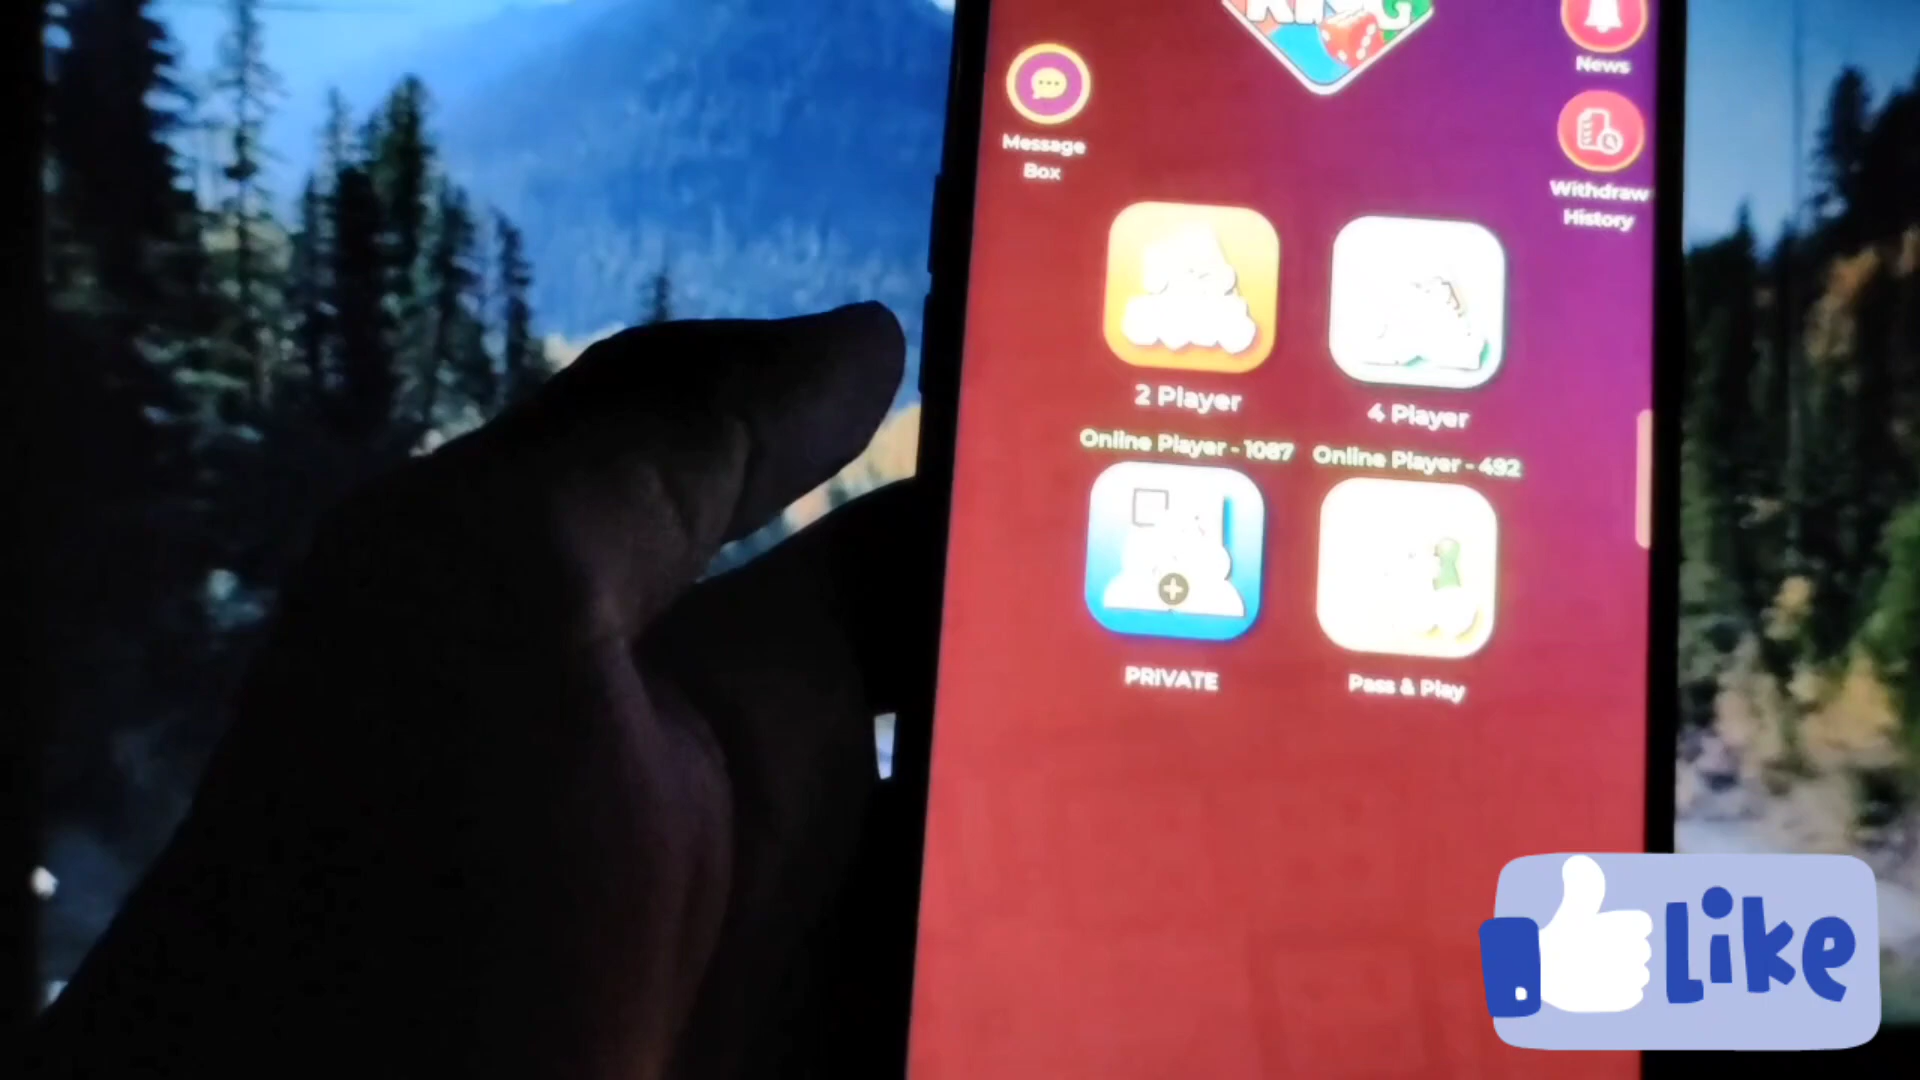 KING
News
Message
Box
Withdraw
History
2 Player
4 Player
Online Player - 1087
Online Player - 492
PRIVATE
Pass & Play
Like